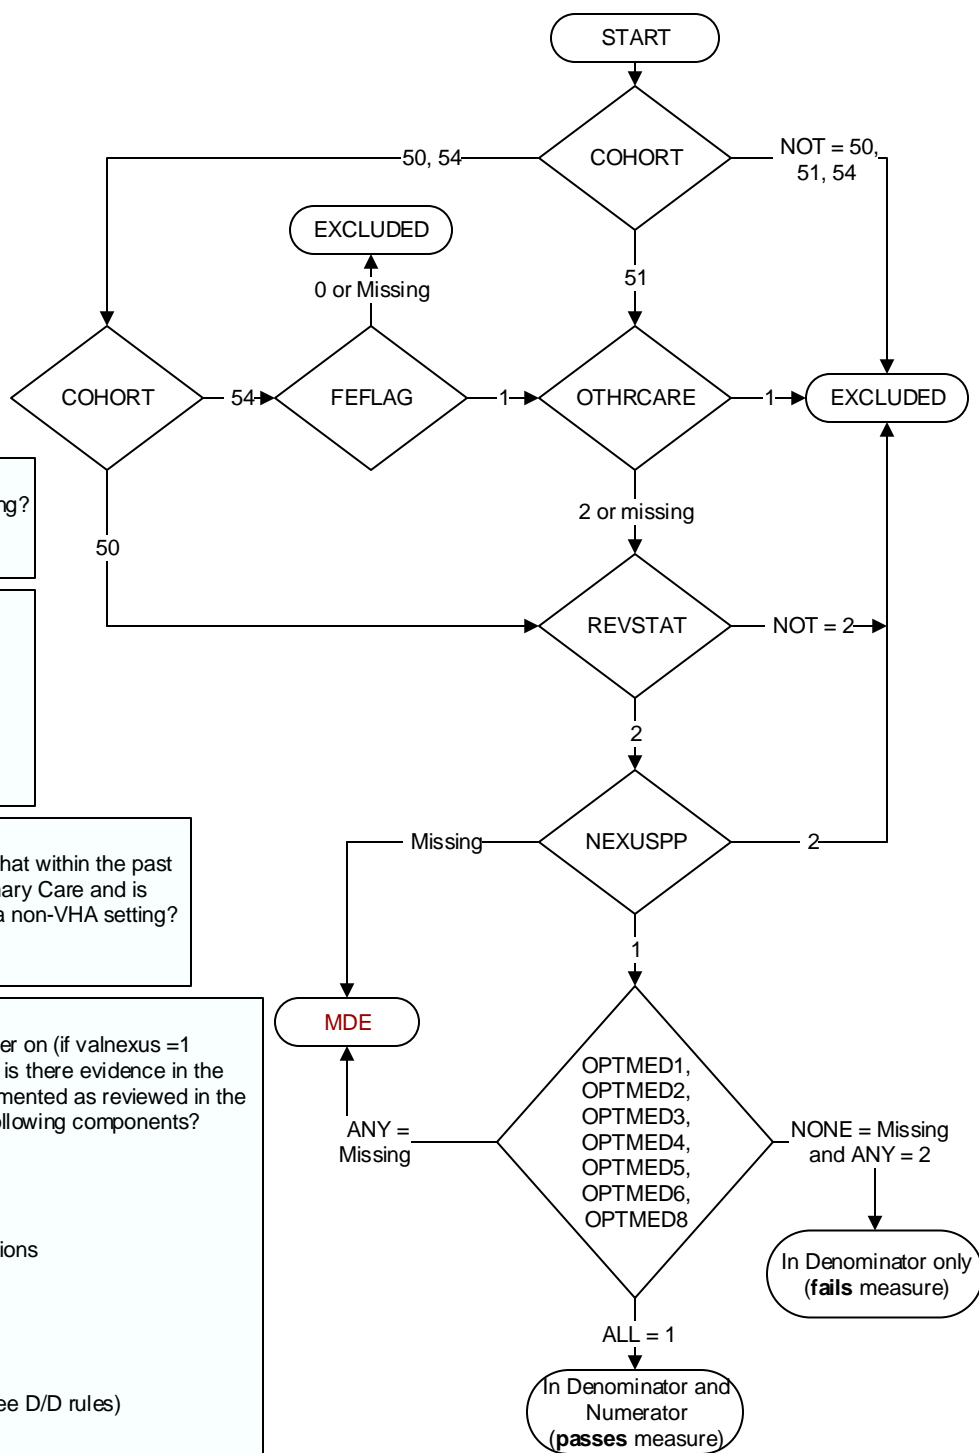 START
COHORT
50, 54
NOT = 50,
51, 54
EXCLUDED
0 or Missing
51
COHORT
54
FEFLAG
1
OTHRCARE
1
EXCLUDED
2 or missing
50
REVSTAT
NOT = 2
2
NEXUSPP
Missing
2
1
MDE
OPTMED1,
OPTMED2,
OPTMED3,
OPTMED4,
OPTMED5,
OPTMED6,
OPTMED8
ANY =
Missing
NONE = Missing
and ANY = 2
In Denominator only
(fails measure)
ALL = 1
In Denominator and
Numerator
(passes measure)
hat within the past
ary Care and is
a non-VHA setting?
er on (if valnexus =1
is there evidence in the
mented as reviewed in the
ollowing components?
ions
ee D/D rules)